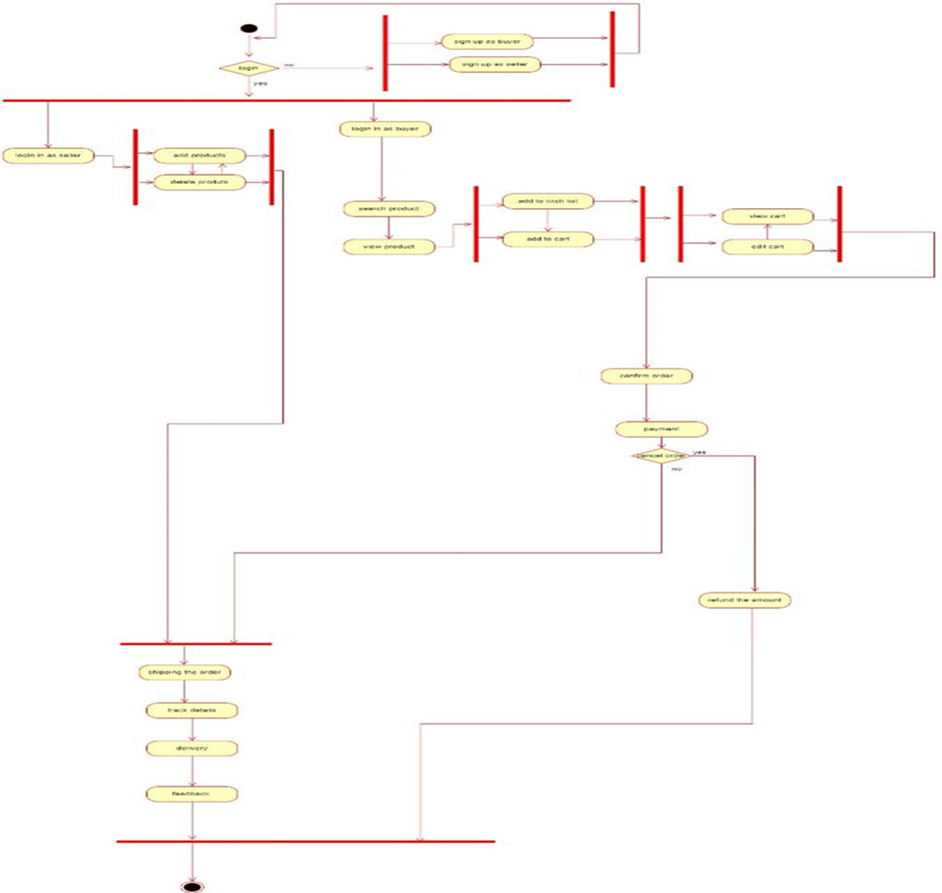 sign up as buyer
login
no
sign up as seller
yes
login in as buyer
login in as seller
add products
delete produts
search product
add to wish list
view cart
view product
add to cart
edit cart
confirm order
payment
cancel order
yes
no
refund the amount
shipping the order
track details
delivery
feedback